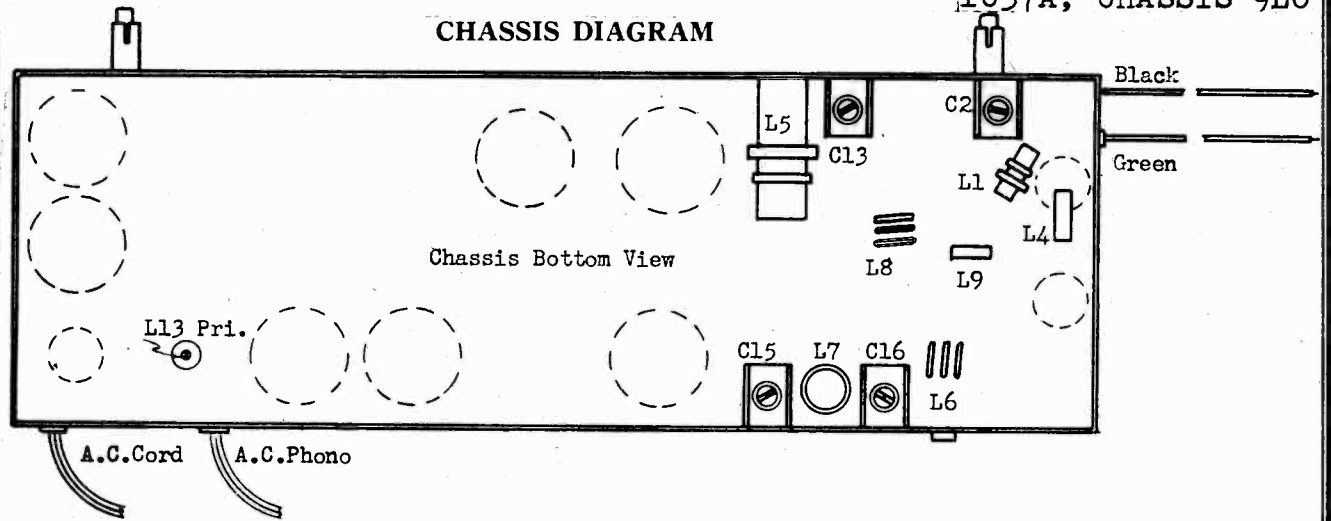 CHASSIS DIAGRAM
CHASSIS
Black
C2
L5
C13
Green
L1
L4
L8
L9
Chassis Bottom View
L13 Pri.
C15
L7
C16
L6
A.C.Cord
A.C.Phono